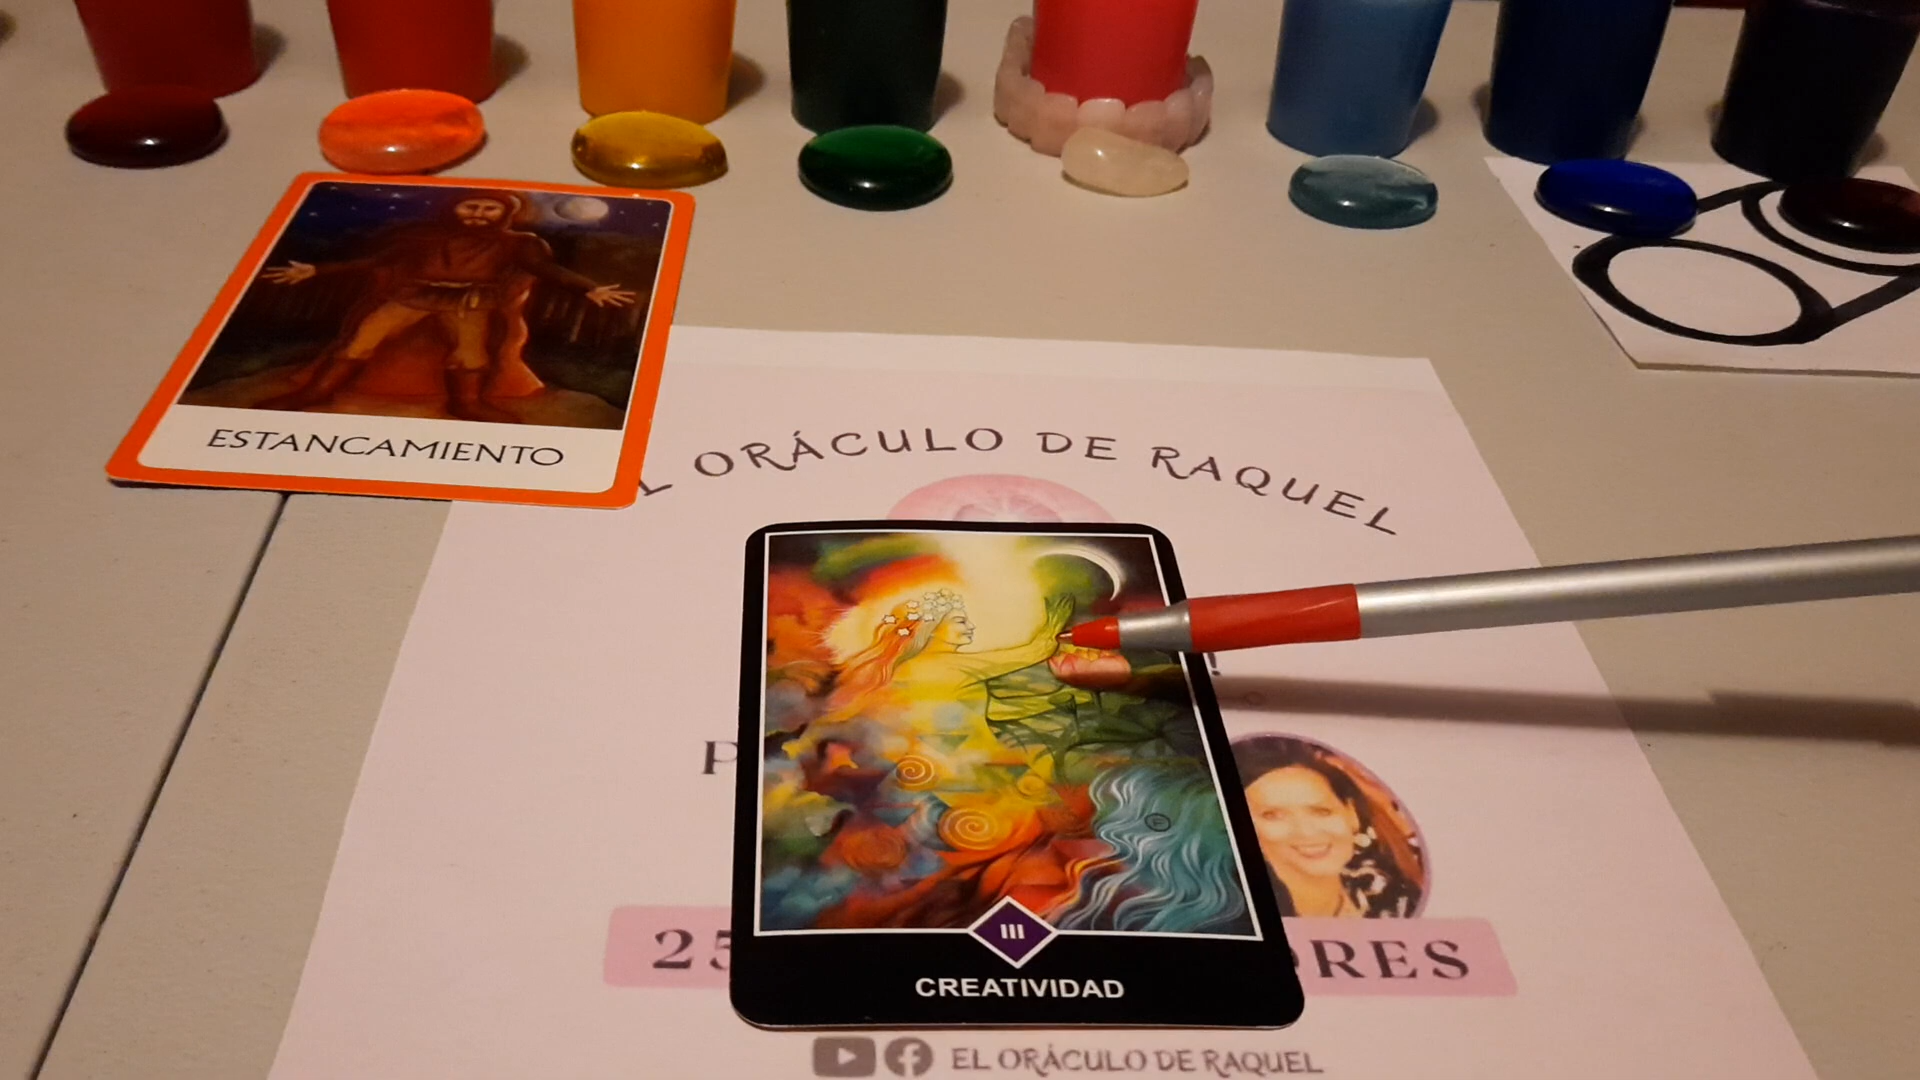 ESTANCAMIENTO
ORÁCULO DE RAQUEL
III
CREATIVIDAD
EL ORÁCULO DE RAQUEL